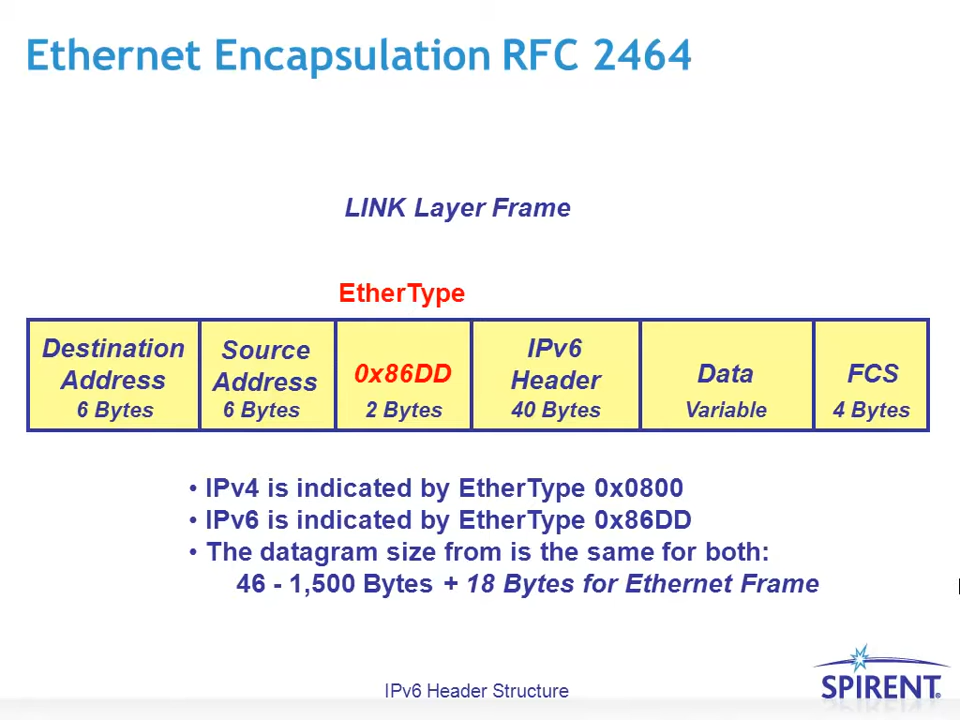 Ethernet Encapsulation RFC 2464
LINK Layer Frame
EtherType
Destination
Address
6 Bytes
Source
Address
6 Bytes
0x86DD
2 Bytes
IPv6
Header
40 Bytes
Data
Variable
FCS
4 Bytes
• IPv4 is indicated by EtherType 0x0800
• IPv6 is indicated by EtherType 0x86DD
• The datagram size from is the same for both:
46 - 1,500 Bytes + 18 Bytes for Ethernet Frame
IPv6 Header Structure
SPIRENT®